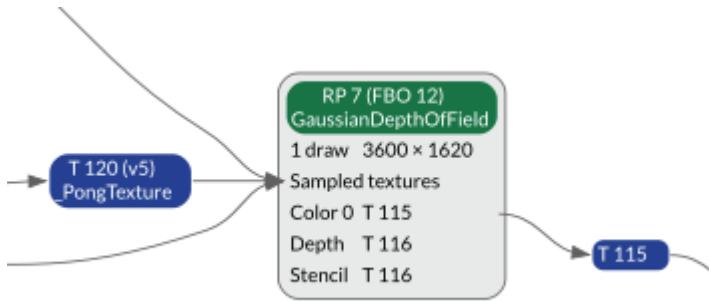 T 120 (v5)
_PongTexture
RP 7 (FBO 12)
GaussianDepthOfField
1 draw 3600 × 1620
Sampled textures
Color 0 T 115
Depth T 116
Stencil T 116
T 115